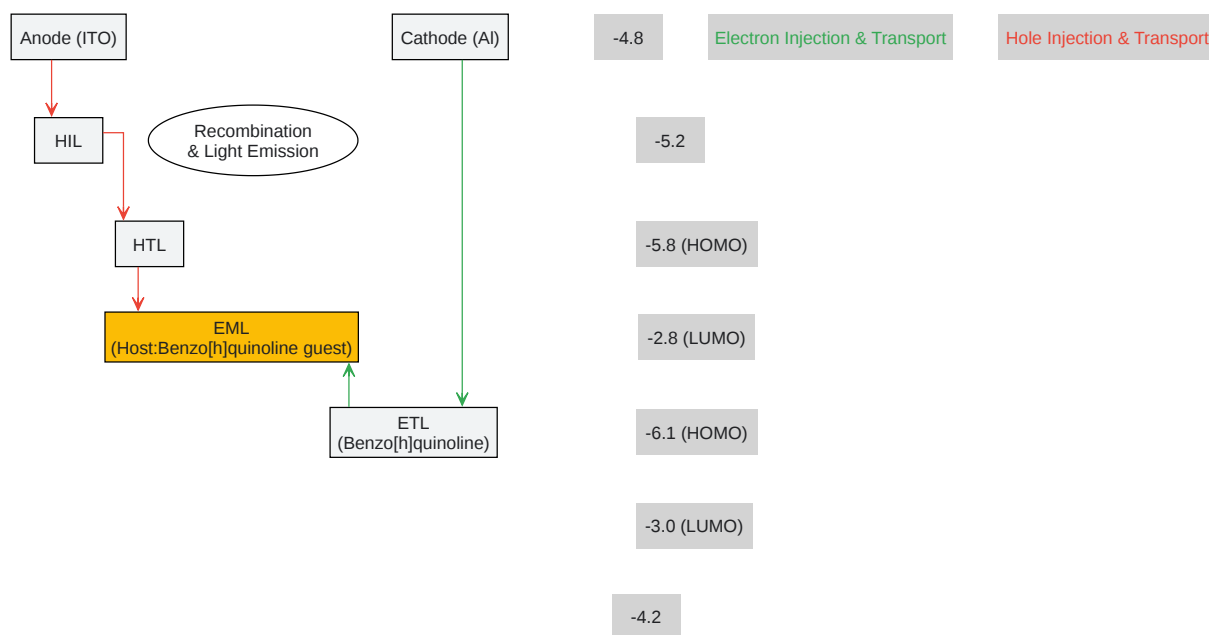 Anode (ITO)
Cathode (Al)
-4.8
Electron Injection & Transport
Hole Injection & Transport
HIL
Recombination
& Light Emission
-5.2
HTL
-5.8 (HOMO)
EML
(Host:Benzo[h]quinoline guest)
-2.8 (LUMO)
ETL
(Benzo[h]quinoline)
-6.1 (HOMO)
-3.0 (LUMO)
-4.2